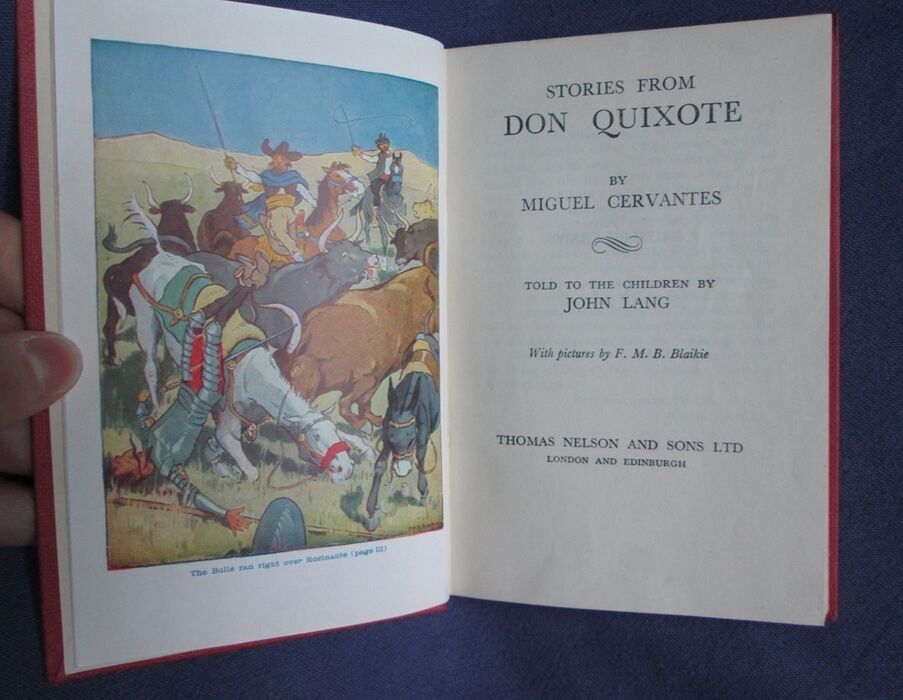 The Bulls ran right over Rozinante (page 111)
STORIES FROM
DON QUIXOTE
BY
MIGUEL CERVANTES
TOLD TO THE CHILDREN BY
JOHN LANG
With pictures by F. M. B. Blaikie
THOMAS NELSON AND SONS LTD
LONDON AND EDINBURGH